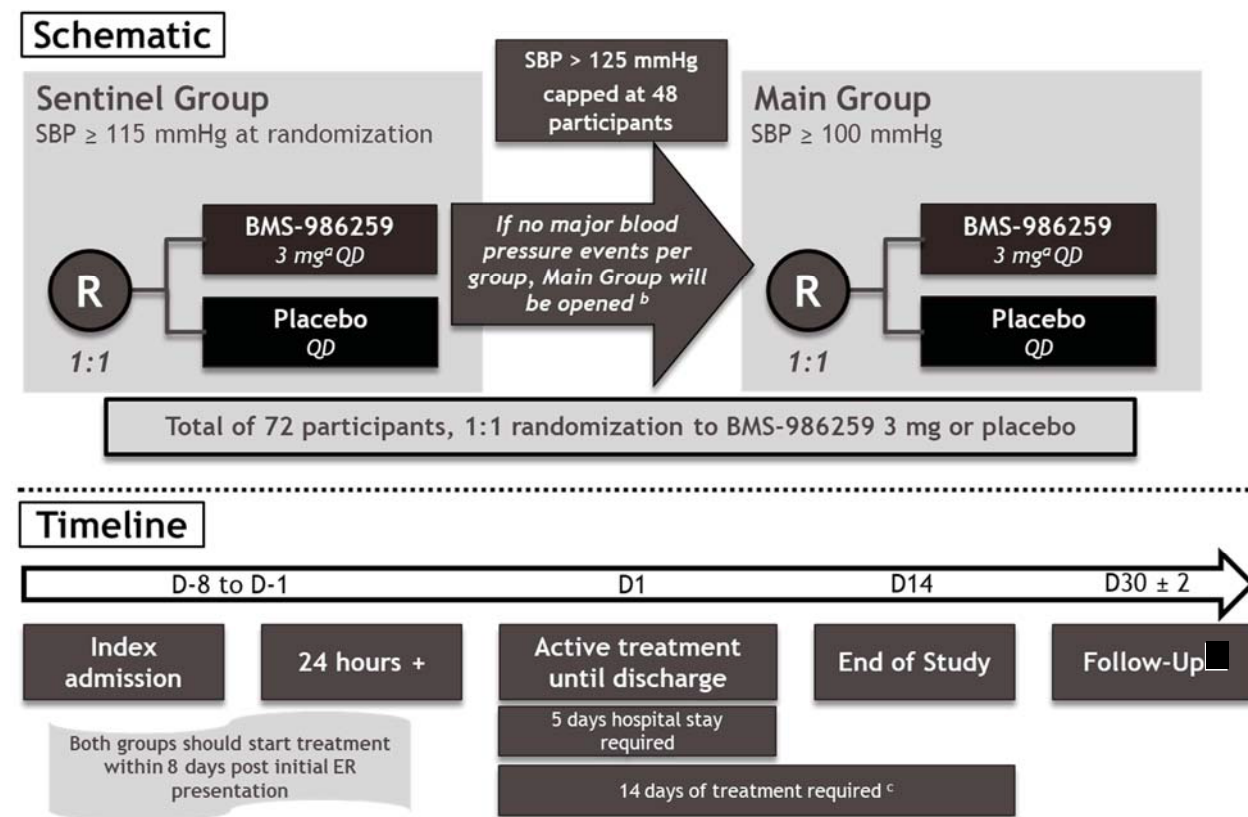 Schematic
Sentinel Group
SBP ≥ 115 mmHg at randomization
R
1:1
BMS-986259
3 mgᵃ QD
Placebo
QD
SBP > 125 mmHg
capped at 48
participants
If no major blood
pressure events per
group, Main Group will
be opened ᵇ
Main Group
SBP ≥ 100 mmHg
R
1:1
BMS-986259
3 mgᵃ QD
Placebo
QD
Total of 72 participants, 1:1 randomization to BMS-986259 3 mg or placebo
Timeline
D-8 to D-1
D1
D14
D30 ± 2
Index
admission
24 hours +
Active treatment
until discharge
End of Study
Follow-Up
5 days hospital stay
required
Both groups should start treatment
within 8 days post initial ER
presentation
14 days of treatment required ᶜ